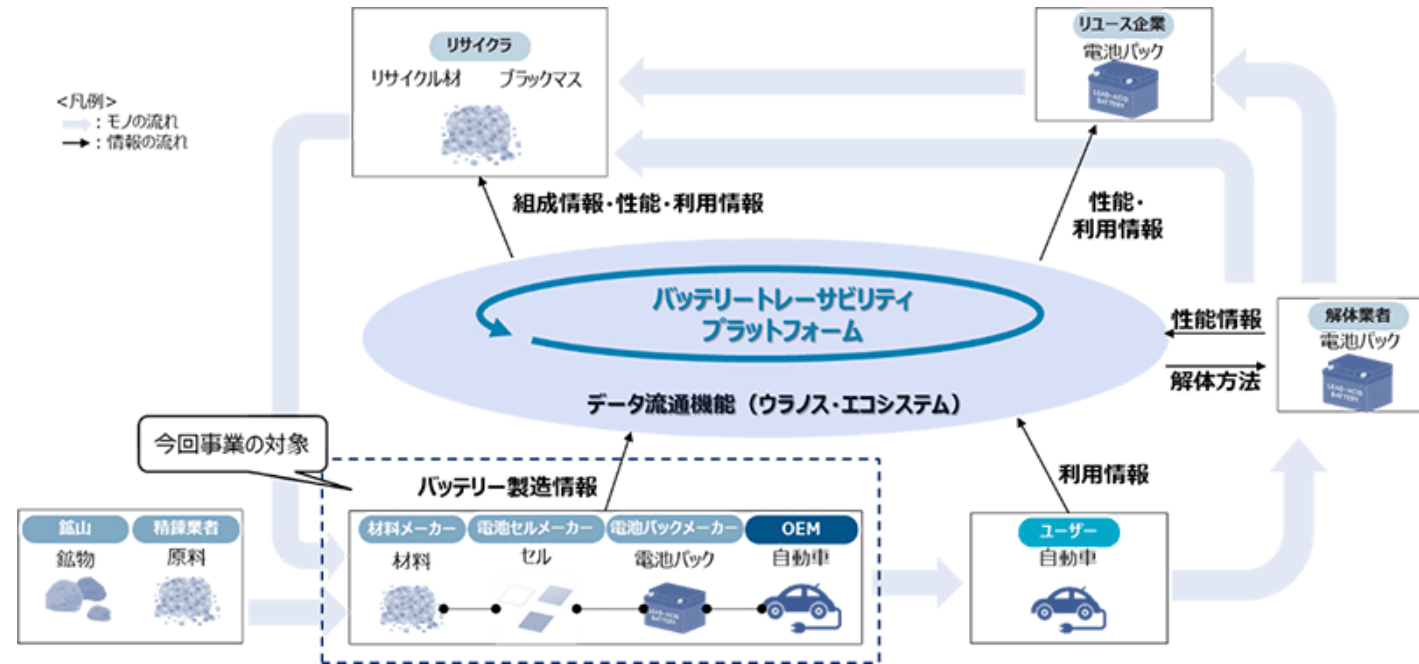 <凡例>
：モノの流れ
：情報の流れ
リサイクラ
リサイクル材 ブラックマス
リユース企業
電池パック
LEAD-ACID
BATTERY
組成情報・性能・利用情報
性能・
利用情報
バッテリートレーサビリティ
プラットフォーム
データ流通機能（ウラノス・エコシステム）
性能情報
解体方法
解体業者
電池パック
LEAD-ACID
BATTERY
今回事業の対象
バッテリー製造情報
利用情報
鉱山 精錬業者
鉱物 原料
材料メーカー 電池セルメーカー 電池パックメーカー OEM
材料 セル 電池パック 自動車
LEAD-ACID
BATTERY
ユーザー
自動車